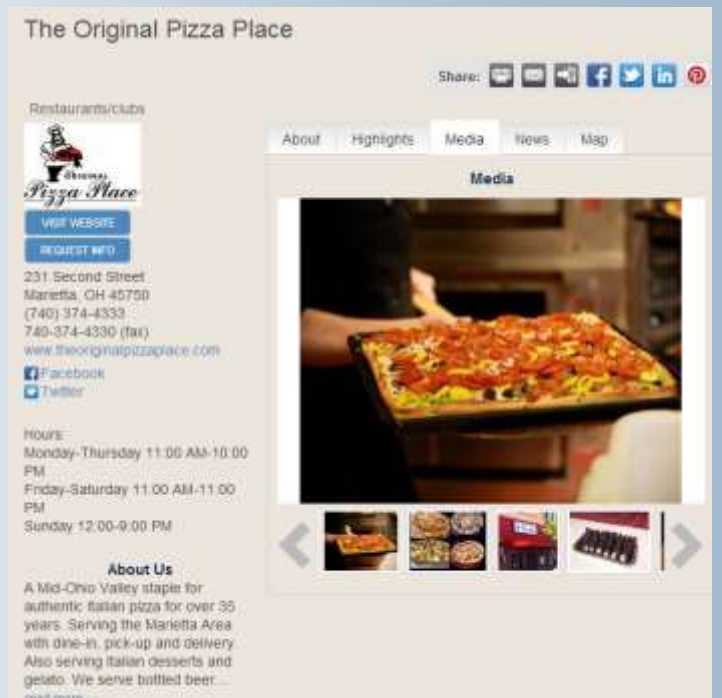 The Original Pizza Place
Share:
Restaurants/clubs
Original
Pizza Place
VISIT WEBSITE
REQUEST INFO
231 Second Street
Marietta, OH 45750
(740) 374-4333
740-374-4330 (fax)
www.theoriginalpizzaplace.com
Facebook
Twitter
Hours
Monday-Thursday 11:00 AM-10:00
PM
Friday-Saturday 11:00 AM-11:00
PM
Sunday 12:00-9:00 PM
About Us
A Mid-Ohio Valley staple for
authentic Italian pizza for over 35
years. Serving the Marietta Area
with dine-in, pick-up and delivery.
Also serving Italian desserts and
gelato. We serve bottled beer...
read more
About Highlights Media News Map
Media